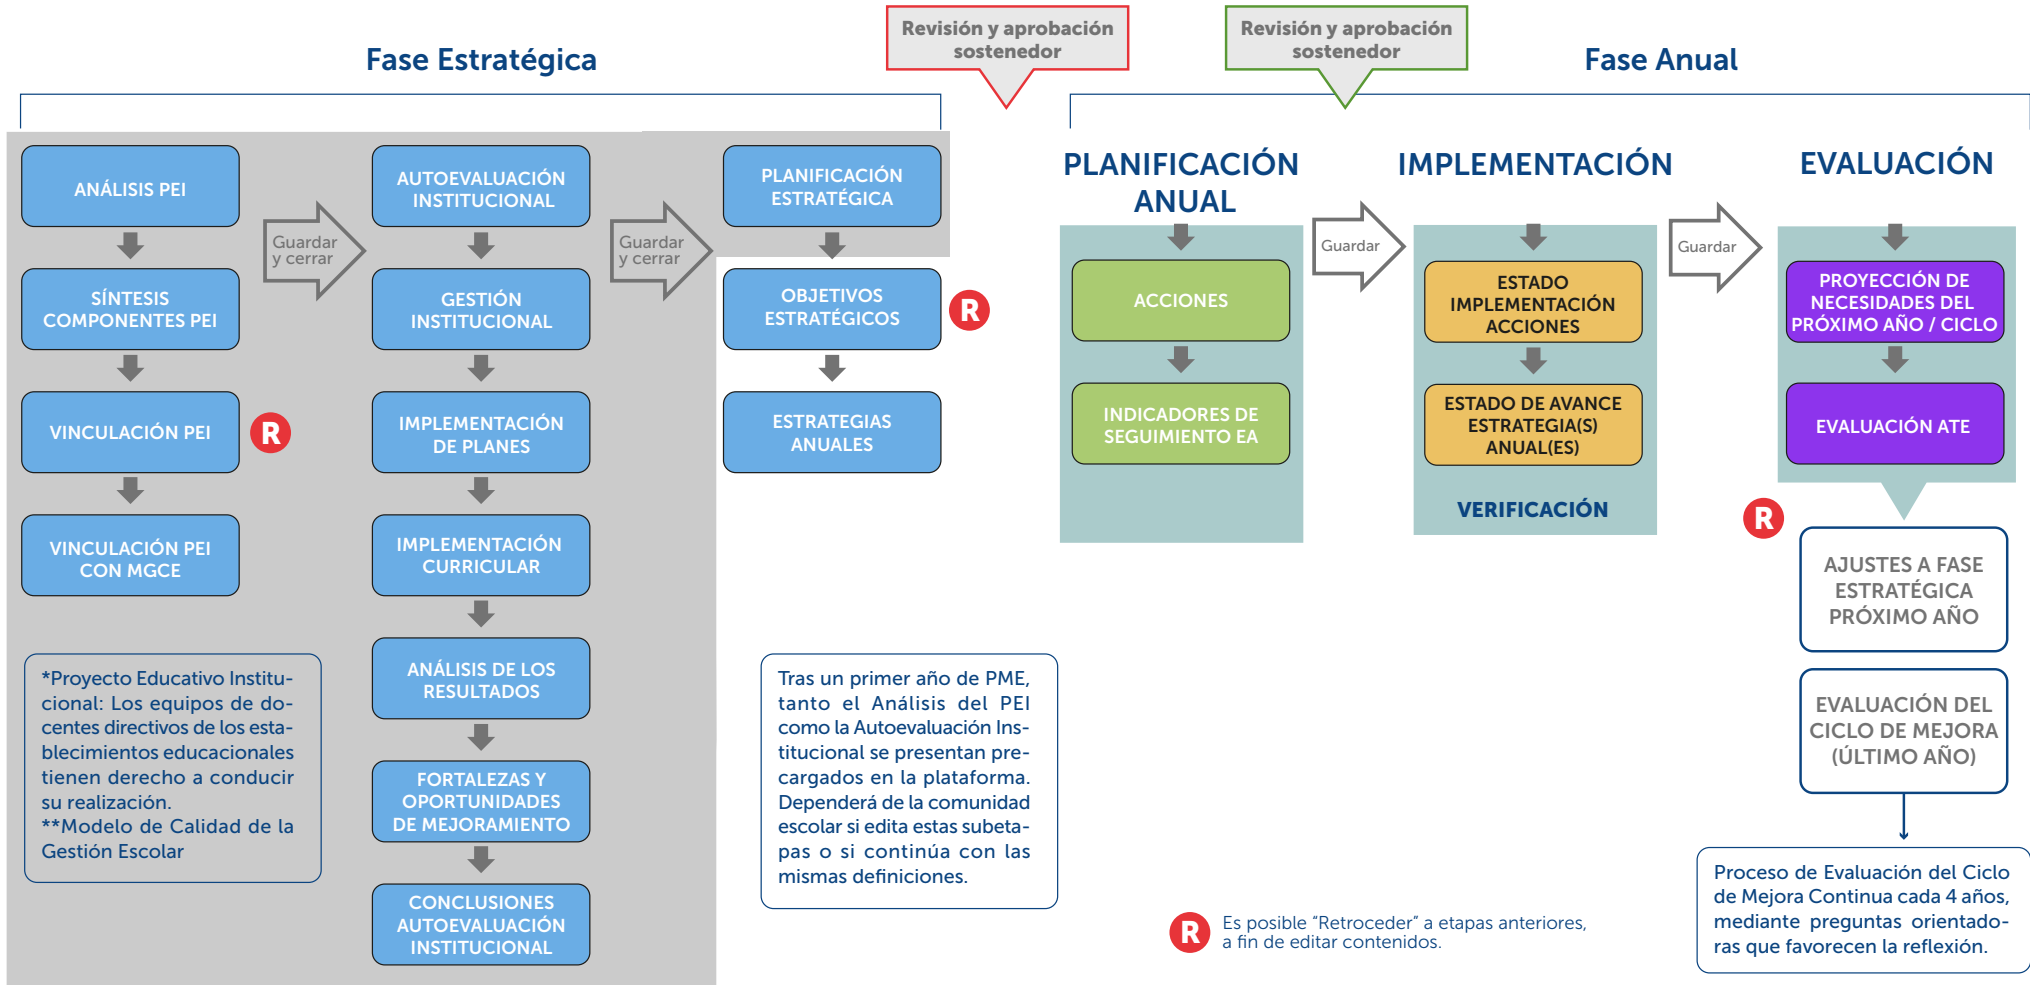 Fase Estratégica
Revisión y aprobación
sostenedor
Revisión y aprobación
sostenedor
Fase Anual
ANÁLISIS PEI
SÍNTESIS
COMPONENTES PEI
VINCULACIÓN PEI
R
VINCULACIÓN PEI
CON MGCE
*Proyecto Educativo Institu-
cional: Los equipos de do-
centes directivos de los esta-
blecimientos educacionales
tienen derecho a conducir
su realización.
**Modelo de Calidad de la
Gestión Escolar
Guardar
y cerrar
AUTOEVALUACIÓN
INSTITUCIONAL
GESTIÓN
INSTITUCIONAL
IMPLEMENTACIÓN
DE PLANES
IMPLEMENTACIÓN
CURRICULAR
ANÁLISIS DE LOS
RESULTADOS
FORTALEZAS Y
OPORTUNIDADES
DE MEJORAMIENTO
CONCLUSIONES
AUTOEVALUACIÓN
INSTITUCIONAL
Guardar
y cerrar
PLANIFICACIÓN
ESTRATÉGICA
OBJETIVOS
ESTRATÉGICOS
R
ESTRATEGIAS
ANUALES
Tras un primer año de PME,
tanto el Análisis del PEI
como la Autoevaluación Ins-
titucional se presentan pre-
cargados en la plataforma.
Dependerá de la comunidad
escolar si edita estas subeta-
pas o si continúa con las
mismas definiciones.
PLANIFICACIÓN
ANUAL
ACCIONES
INDICADORES DE
SEGUIMIENTO EA
Guardar
IMPLEMENTACIÓN
ESTADO
IMPLEMENTACIÓN
ACCIONES
ESTADO DE AVANCE
ESTRATEGIA(S)
ANUAL(ES)
VERIFICACIÓN
Guardar
EVALUACIÓN
PROYECCIÓN DE
NECESIDADES DEL
PRÓXIMO AÑO / CICLO
EVALUACIÓN ATE
R
AJUSTES A FASE
ESTRATÉGICA
PRÓXIMO AÑO
EVALUACIÓN DEL
CICLO DE MEJORA
(ÚLTIMO AÑO)
Proceso de Evaluación del Ciclo
de Mejora Continua cada 4 años,
mediante preguntas orientado-
ras que favorecen la reflexión.
R
Es posible “Retroceder” a etapas anteriores,
a fin de editar contenidos.